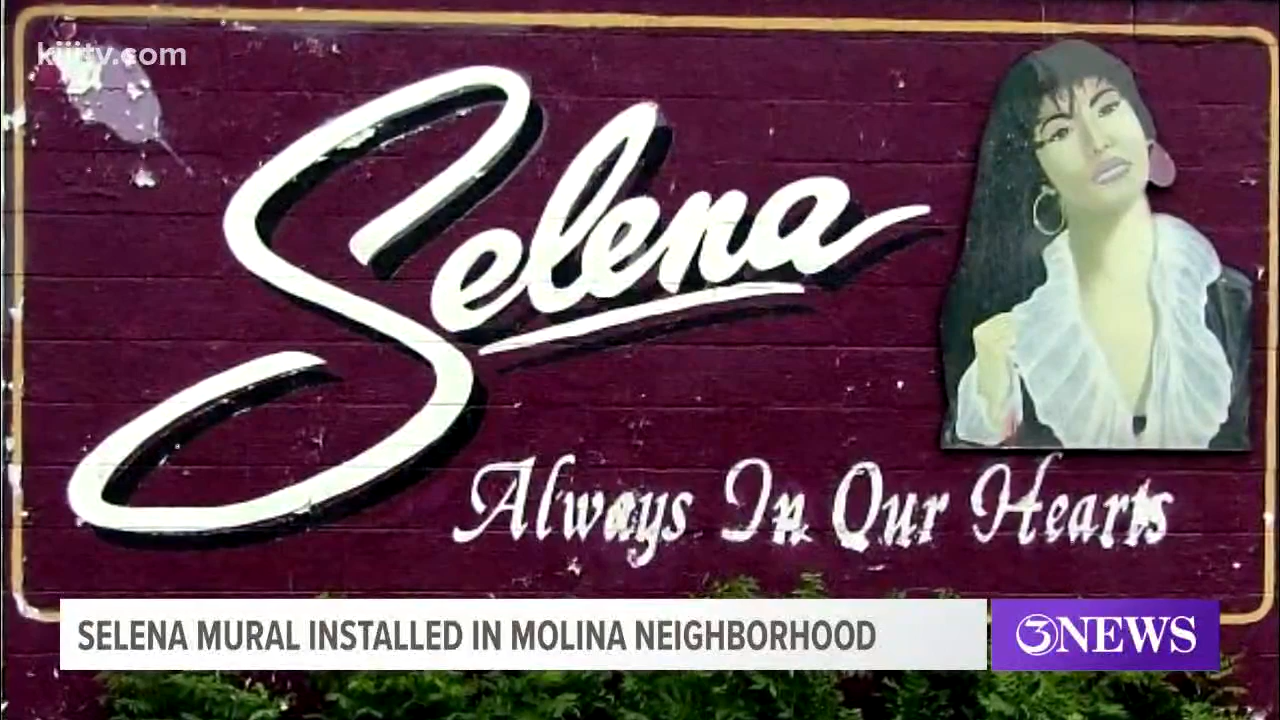 kiiitv.com
Selena
Always In Our Hearts
SELENA MURAL INSTALLED IN MOLINA NEIGHBORHOOD
3NEWS